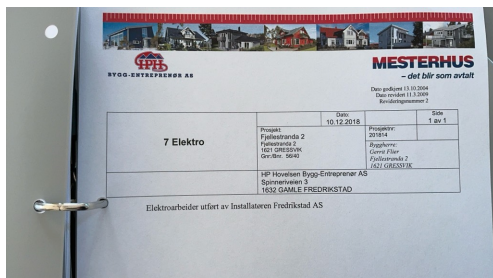 HPH
BYGG-ENTREPRENØR AS
MESTERHUS
– det blir som avtalt
Dato godkjent 13.10.2004
Dato revidert 11.3.2009
Revideringsnummer 2
7 Elektro
Dato:
10.12.2018
Side
1 av 1
Prosjekt:
Fjellestranda 2
Fjellestranda 2
1621 GRESSVIK
Gnr/Bnr. 56/40
Prosjektnr:
201814
Byggherre:
Gerrit Flier
Fjellestranda 2
1621 GRESSVIK
HP Hovelsen Bygg-Entreprenør AS
Spinneriveien 3
1632 GAMLE FREDRIKSTAD
Elektroarbeider utført av Installatøren Fredrikstad AS